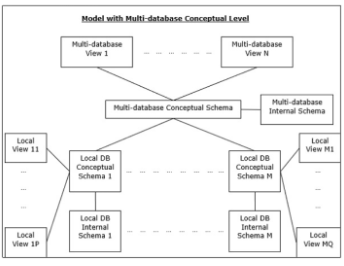 Model with Multi-database Conceptual Level
Multi-database
View 1
... ... ... ... ... ...
Multi-database
View N
Multi-database Conceptual Schema
Multi-database
Internal Schema
Local
View 11
...
...
Local
View 1P
Local DB
Conceptual
Schema 1
... ... ... ...
Local DB
Conceptual
Schema M
Local
View M1
...
...
Local
View MQ
Local DB
Internal
Schema 1
... ... ... ...
Local DB
Internal
Schema M